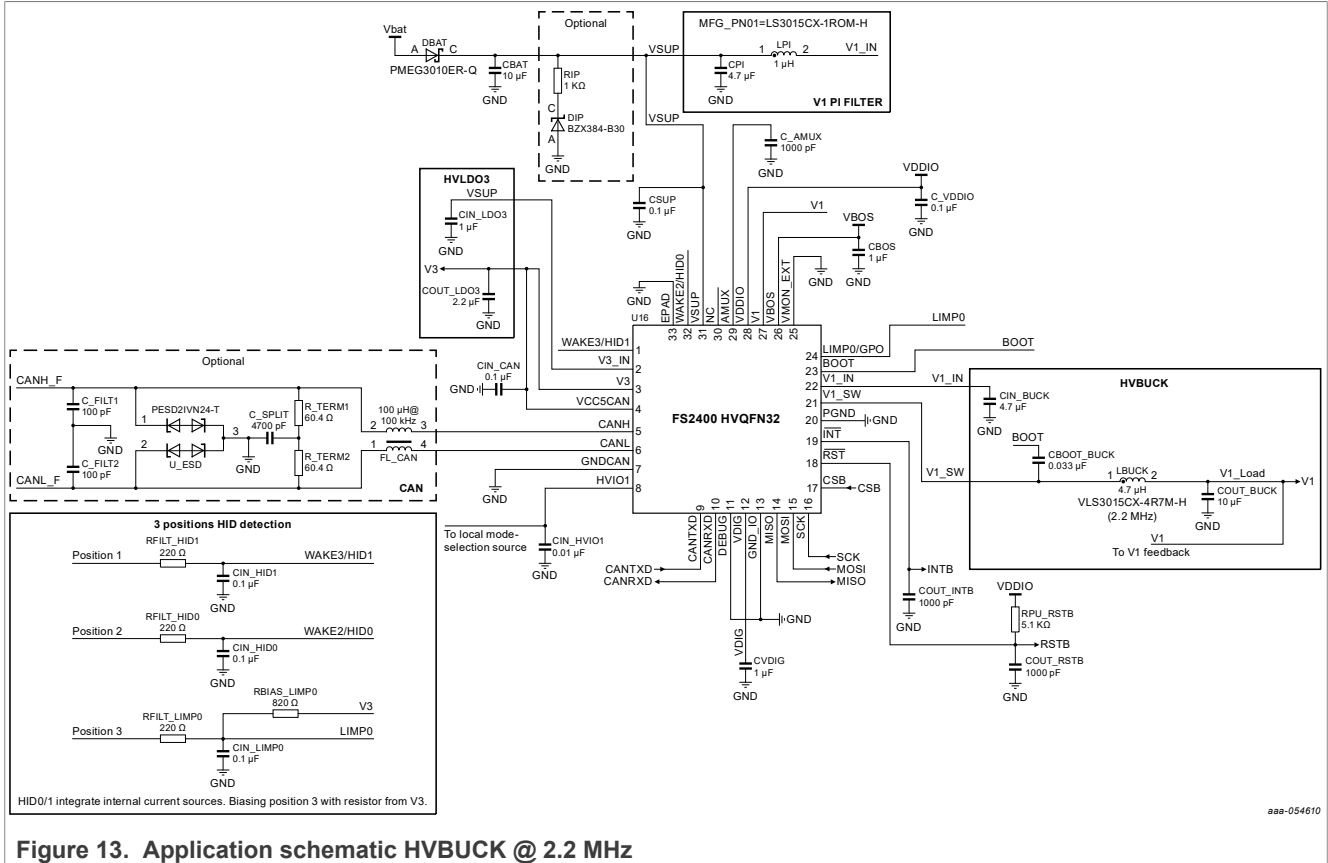 Optional
MFG_PN01=LS3015CX-1ROM-H
Vbat
DBAT
A
C
PMEG3010ER-Q
CBAT
10 µF
GND
RIP
1 KΩ
C
DIP
BZX384-B30
A
GND
VSUP
VSUP
CPI
4.7 µF
GND
1
LPI
2
1 µH
V1_IN
V1 PI FILTER
C_AMUX
1000 pF
GND
HVLDO3
VSUP
CIN_LDO3
1 µF
GND
V3
COUT_LDO3
2.2 µF
GND
CSUP
0.1 µF
GND
VDDIO
C_VDDIO
0.1 µF
GND
V1
VBOS
CBOS
1 µF
GND
GND
GND
EPAD
WAKE2/HID0
VSUP
NC
AMUX
VDDIO
V1
VBOS
VMON_EXT
33
32
31
30
29
28
27
26
25
U16
FS2400 HVQFN32
WAKE3/HID1
1
V3_IN
2
V3
3
VCC5CAN
4
CANH
5
CANL
6
GNDCAN
7
HVIO1
8
CIN_CAN
0.1 µF
GND
GND
LIMP0
24
LIMP0/GPO
BOOT
23
BOOT
22
V1_IN
V1_IN
21
V1_SW
20
PGND
GND
19
INT
18
RST
17
CSB
CSB
V1_SW
9
10
11
12
13
14
15
16
CANTXD
CANRXD
DEBUG
VDIG
GND_IO
MISO
MOSI
SCK
SCK
MOSI
MISO
CANTXD
CANRXD
GND
VDIG
CVDIG
1 µF
GND
INTB
COUT_INTB
1000 pF
GND
VDDIO
RPU_RSTB
5.1 KΩ
RSTB
COUT_RSTB
1000 pF
GND
HVBUCK
CIN_BUCK
4.7 µF
GND
BOOT
CBOOT_BUCK
0.033 µF
1
LBUCK
2
4.7 µH
VLS3015CX-4R7M-H
(2.2 MHz)
V1_Load
V1
COUT_BUCK
10 µF
GND
V1
To V1 feedback
Optional
CANH_F
C_FILT1
100 pF
GND
C_FILT2
100 pF
CANL_F
PESD2IVN24-T
1
2
3
U_ESD
GND
C_SPLIT
4700 pF
R_TERM1
60.4 Ω
R_TERM2
60.4 Ω
100 µH@
100 kHz
2
3
1
4
FL_CAN
CAN
To local mode-
selection source
CIN_HVIO1
0.01 µF
GND
3 positions HID detection
Position 1
RFILT_HID1
220 Ω
WAKE3/HID1
CIN_HID1
0.1 µF
GND
Position 2
RFILT_HID0
220 Ω
WAKE2/HID0
CIN_HID0
0.1 µF
GND
RBIAS_LIMP0
820 Ω
V3
Position 3
RFILT_LIMP0
220 Ω
LIMP0
CIN_LIMP0
0.1 µF
GND
HID0/1 integrate internal current sources. Biasing position 3 with resistor from V3.
aaa-054610
Figure 13. Application schematic HVBUCK @ 2.2 MHz